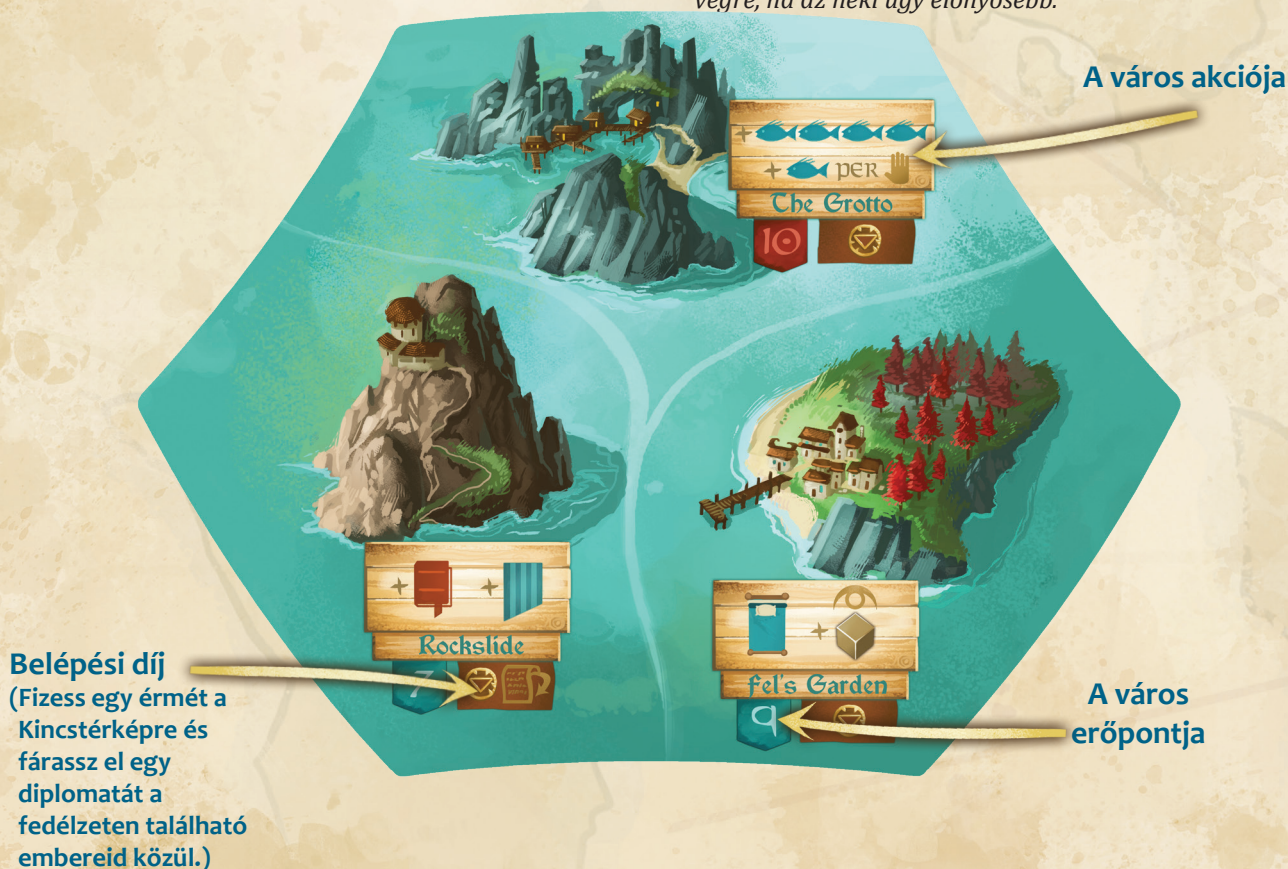 végre, ha az neki úgy előnyösebb.
A város akciója
+
+ PER
The Grotto
10
+ +
Rockslide
7
+
Fel's Garden
9
Belépési díj
(Fizess egy érmét a
Kincstérképre és
fárassz el egy
diplomatát a
fedélzeten található
embereid közül.)
A város
erőpontja